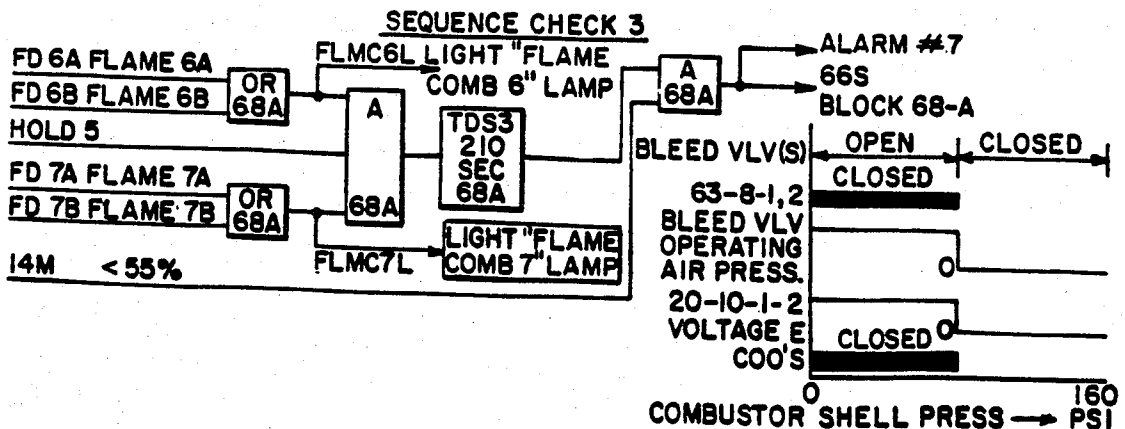 SEQUENCE CHECK 3
FD 6A FLAME 6A
FD 6B FLAME 6B
OR
68A
FLMC6L LIGHT "FLAME
COMB 6" LAMP
HOLD 5
FD 7A FLAME 7A
FD 7B FLAME 7B
OR
68A
A
68A
TDS3
210
SEC
68A
FLMC7L
LIGHT "FLAME
COMB 7" LAMP
14M <55%
A
68A
ALARM #7
66S
BLOCK 68-A
BLEED VLV(S) OPEN CLOSED
63-8-1,2 CLOSED
BLEED VLV
OPERATING
AIR PRESS. 0
20-10-1-2
VOLTAGE E 0
COO'S CLOSED
0 160
COMBUSTOR SHELL PRESS → PSI